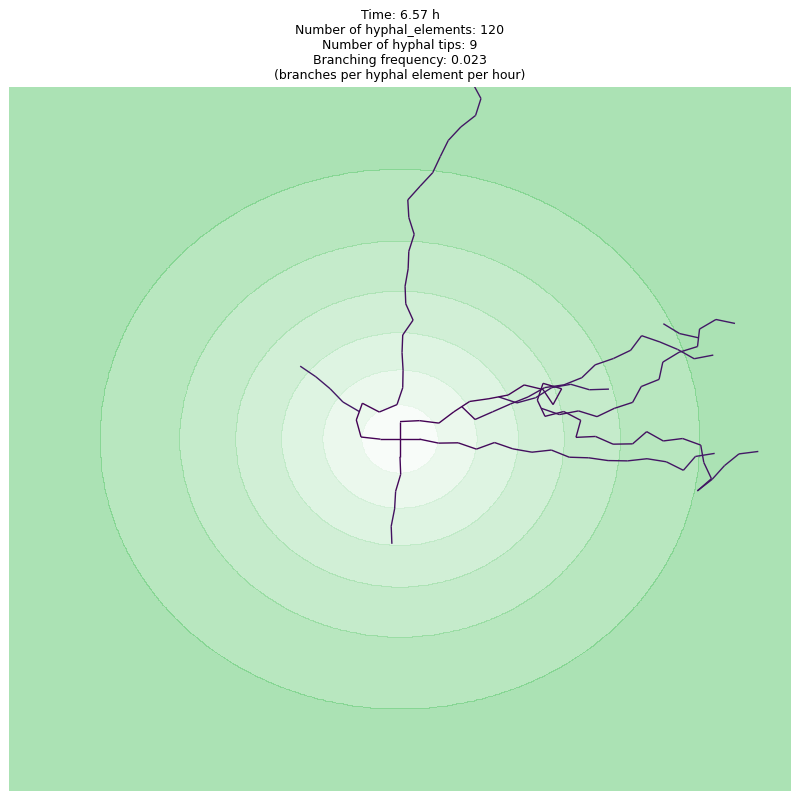 Time: 6.57 h
Number of hyphal_elements: 120
Number of hyphal tips: 9
Branching frequency: 0.023
(branches per hyphal element per hour)